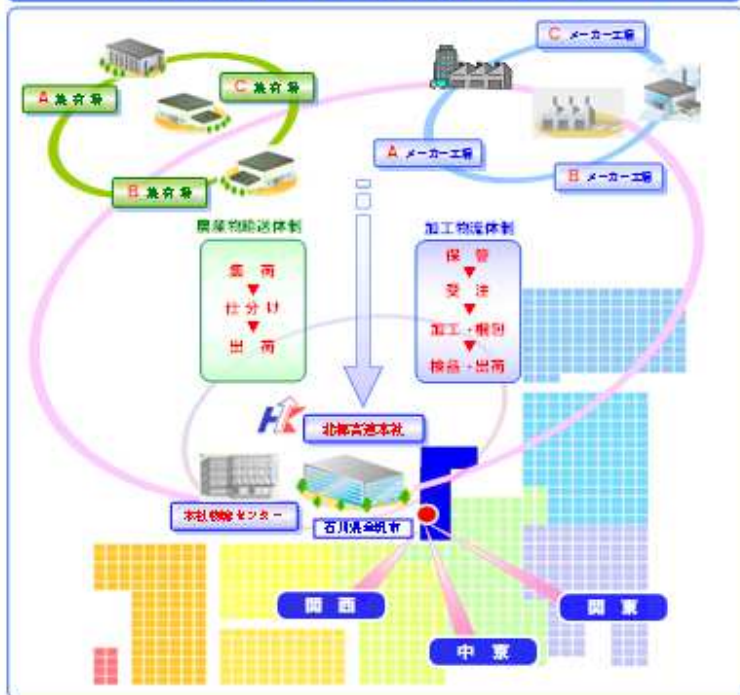 C メーカー工場
A 集荷場
C 集荷場
A メーカー工場
B 集荷場
B メーカー工場
農産物輸送体制
加工物流体制
集 荷
仕分け
出 荷
保 管
受 注
加工・梱包
検品・出荷
HK
北部高速本社
本社物流センター
石川県金沢市
関 西
関 東
中 京